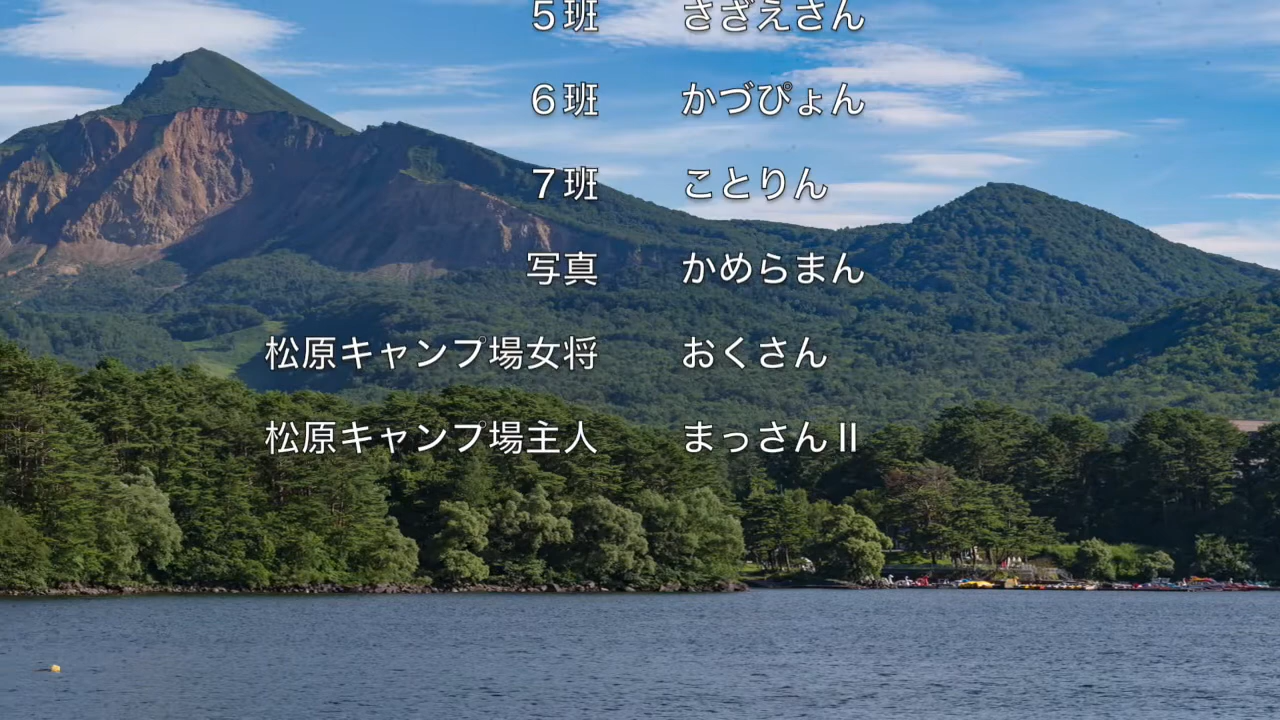 ５班 さざえさん
６班 かづぴょん
７班 ことりん
写真 かめらまん
松原キャンプ場女将 おくさん
松原キャンプ場主人 まっさんⅡ